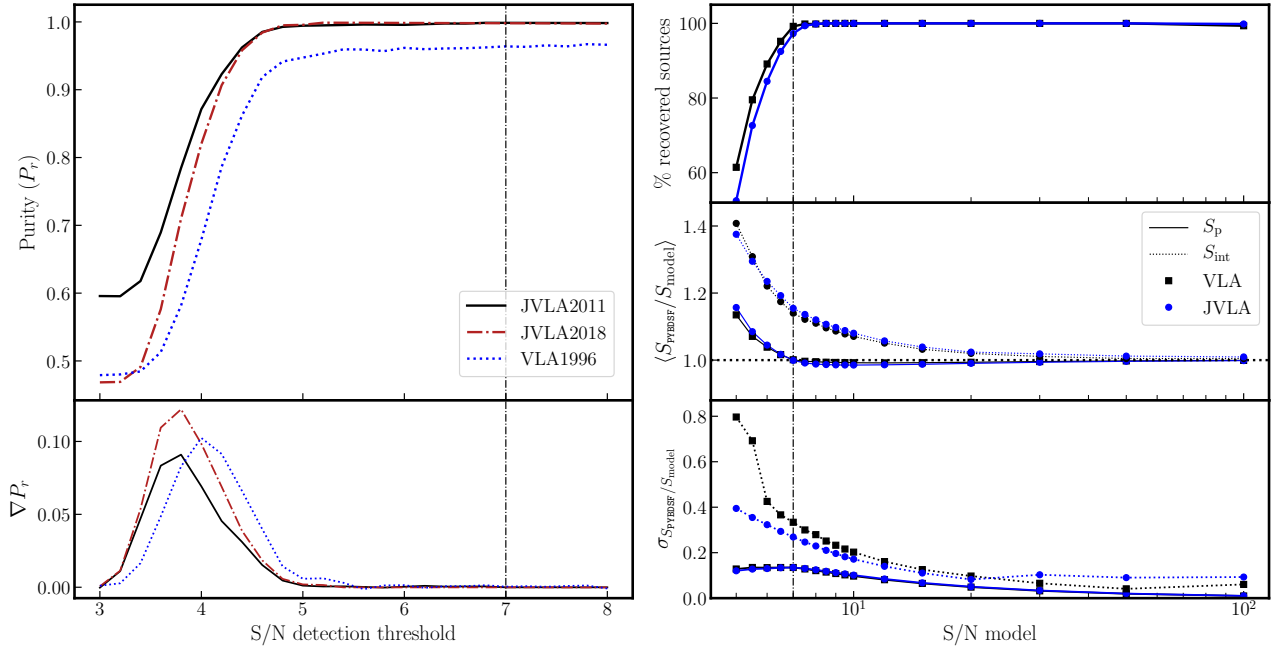 1.0
0.9
0.8
0.7
0.6
0.5
Purity (P_r)
JVLA2011
JVLA2018
VLA1996
0.10
0.05
0.00
∇P_r
3
4
5
6
7
8
S/N detection threshold
100
80
60
% recovered sources
1.4
1.2
1.0
⟨S_PYBDSF/S_model⟩
S_p
S_int
VLA
JVLA
0.8
0.6
0.4
0.2
0.0
σ_{S_PYBDSF/S_model}
10^1
10^2
S/N model